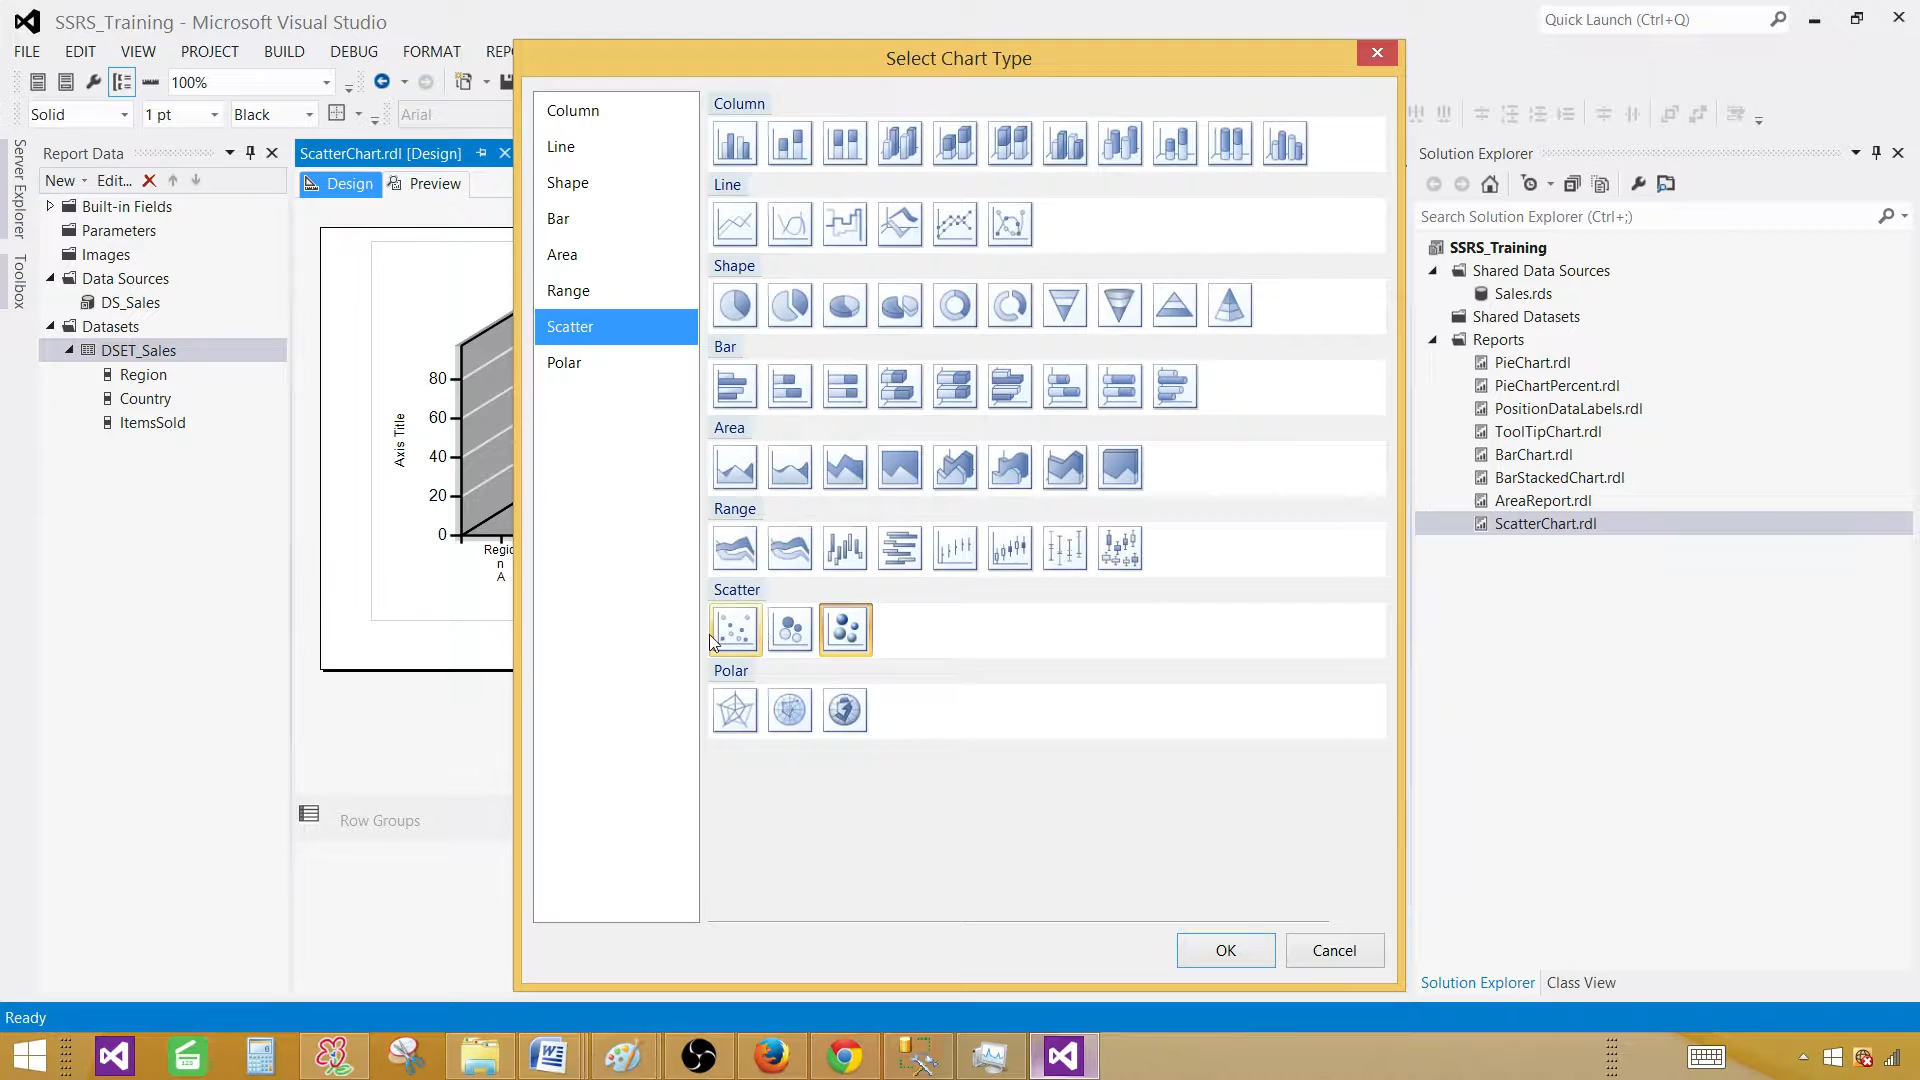 SSRS_Training - Microsoft Visual Studio
Quick Launch (Ctrl+Q)
FILE EDIT VIEW PROJECT BUILD DEBUG FORMAT
100%
Solid 1 pt Black Arial
Select Chart Type
Server Explorer
Toolbox
Report Data
New Edit...
Built-in Fields
Parameters
Images
Data Sources
DS_Sales
Datasets
DSET_Sales
Region
Country
ItemsSold
ScatterChart.rdl [Design]
Design Preview
Axis Title
80
60
40
20
0
Regio
n
A
Row Groups
Column
Line
Shape
Bar
Area
Range
Scatter
Polar
Column
Line
Shape
Bar
Area
Range
Scatter
Polar
OK Cancel
Solution Explorer
Search Solution Explorer (Ctrl+;)
SSRS_Training
Shared Data Sources
Sales.rds
Shared Datasets
Reports
PieChart.rdl
PieChartPercent.rdl
PositionDataLabels.rdl
ToolTipChart.rdl
BarChart.rdl
BarStackedChart.rdl
AreaReport.rdl
ScatterChart.rdl
Solution Explorer Class View
Ready